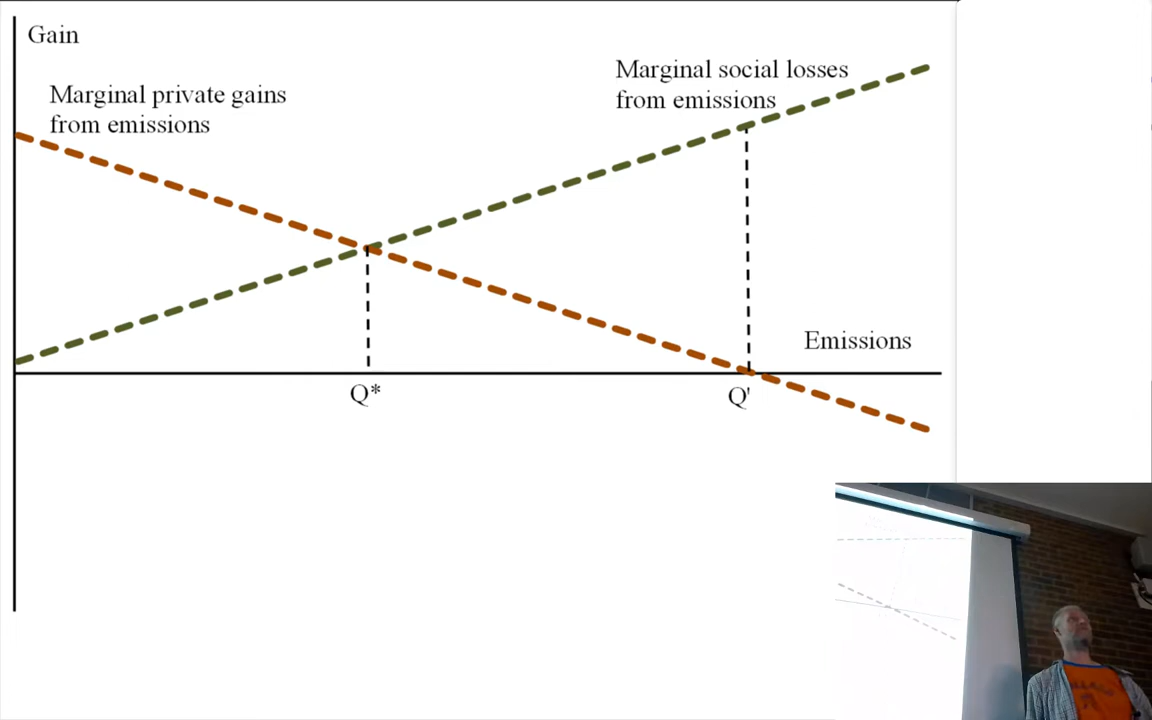 Gain
Marginal private gains
from emissions
Marginal social losses
from emissions
Emissions
Q*
Q'